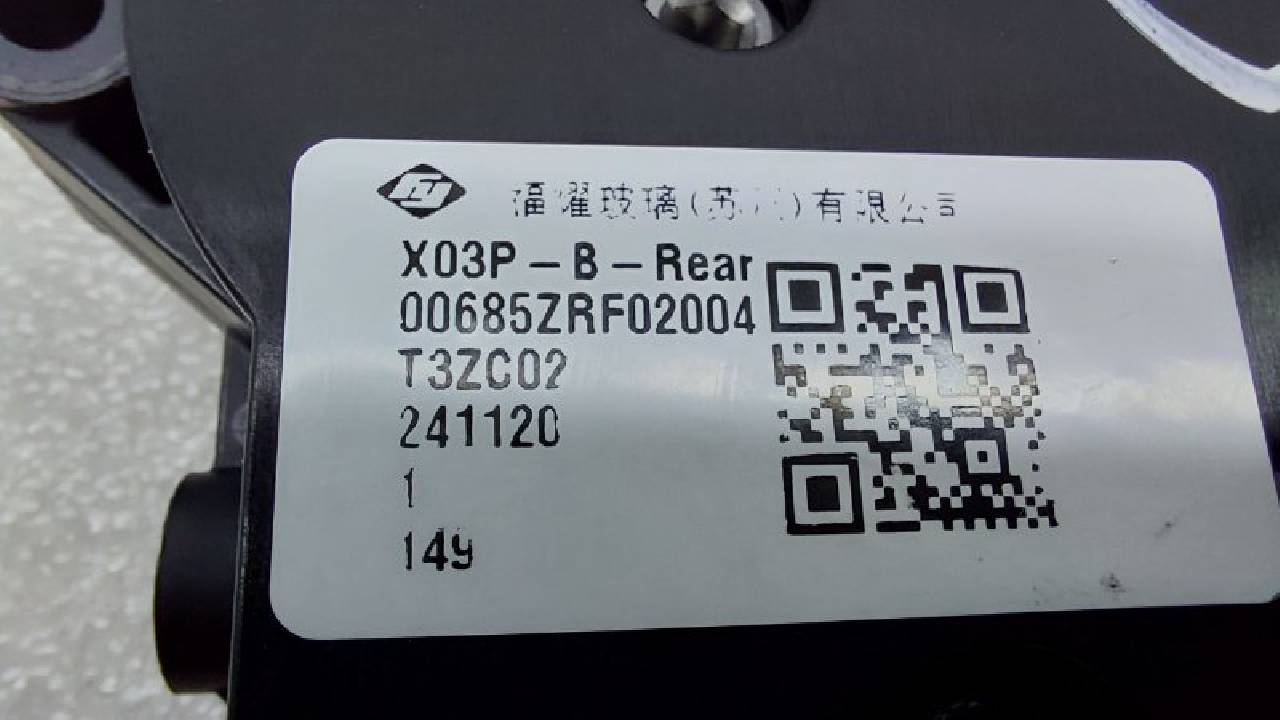 福耀玻璃(苏州)有限公司
X03P-B-Rear
00685ZRF02004
T3ZC02
241120
1
149